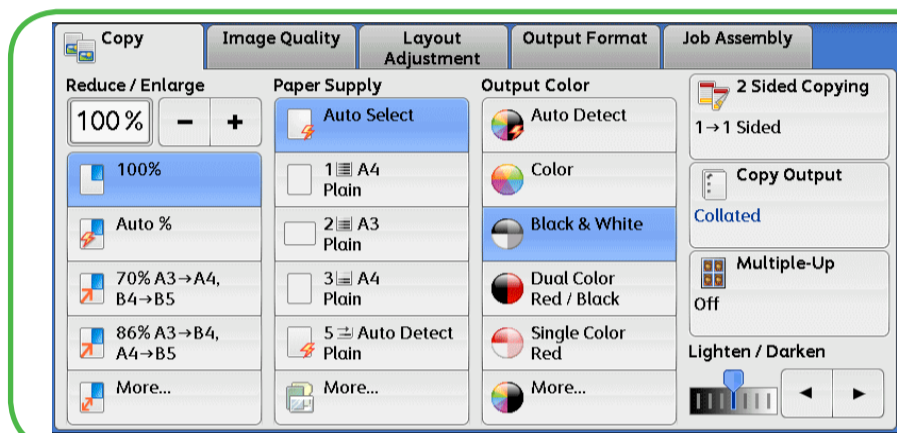 Copy
Image Quality
Layout
Adjustment
Output Format
Job Assembly
Reduce / Enlarge
100%
−
+
100%
Auto %
70% A3→A4,
B4→B5
86% A3→B4,
A4→B5
More...
Paper Supply
Auto Select
1 A4
Plain
2 A3
Plain
3 A4
Plain
5 Auto Detect
Plain
More...
Output Color
Auto Detect
Color
Black & White
Dual Color
Red / Black
Single Color
Red
More...
2 Sided Copying
1→1 Sided
Copy Output
Collated
Multiple-Up
Off
Lighten / Darken